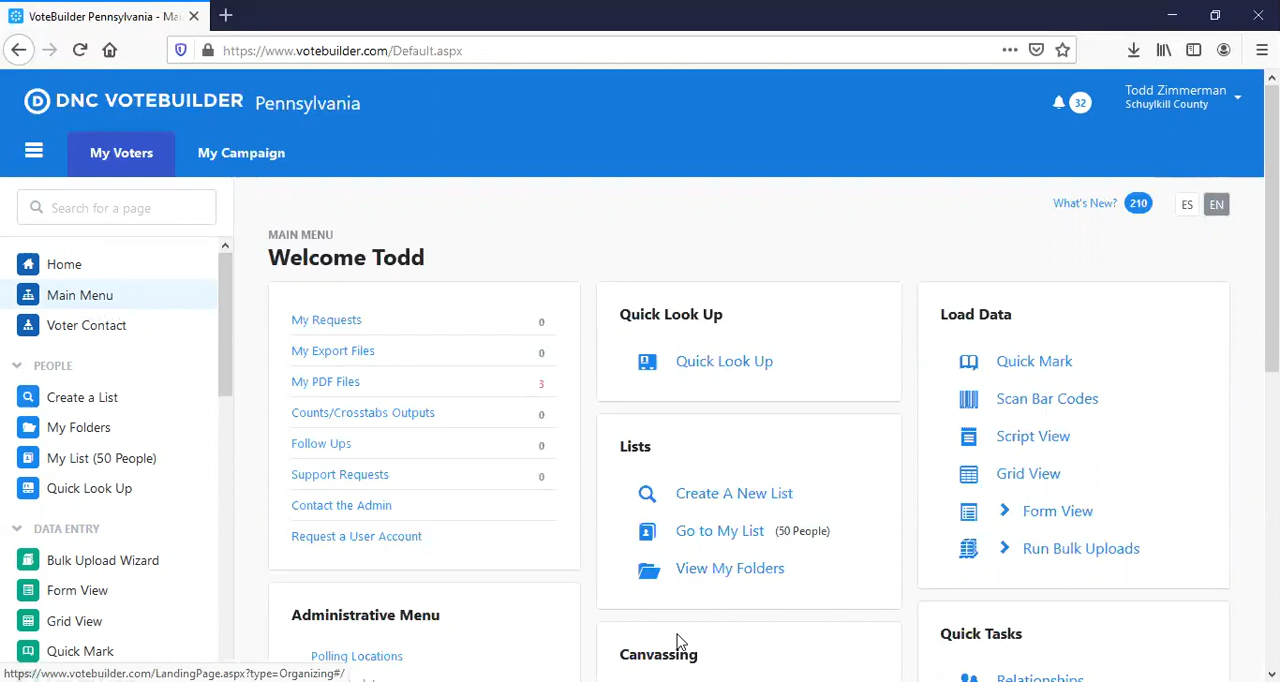 VoteBuilder Pennsylvania - Ma
https://www.votebuilder.com/Default.aspx
DNC VOTEBUILDER Pennsylvania
32
Todd Zimmerman
Schuylkill County
My Voters
My Campaign
Search for a page
What's New? 210
ES
EN
MAIN MENU
Welcome Todd
Home
Main Menu
Voter Contact
PEOPLE
Create a List
My Folders
My List (50 People)
Quick Look Up
DATA ENTRY
Bulk Upload Wizard
Form View
Grid View
Quick Mark
My Requests 0
My Export Files 0
My PDF Files 3
Counts/Crosstabs Outputs 0
Follow Ups 0
Support Requests 0
Contact the Admin
Request a User Account
Administrative Menu
Polling Locations
Quick Look Up
Quick Look Up
Lists
Create A New List
Go to My List (50 People)
View My Folders
Canvassing
Load Data
Quick Mark
Scan Bar Codes
Script View
Grid View
Form View
Run Bulk Uploads
Quick Tasks
Relationships
https://www.votebuilder.com/LandingPage.aspx?type=Organizing#/